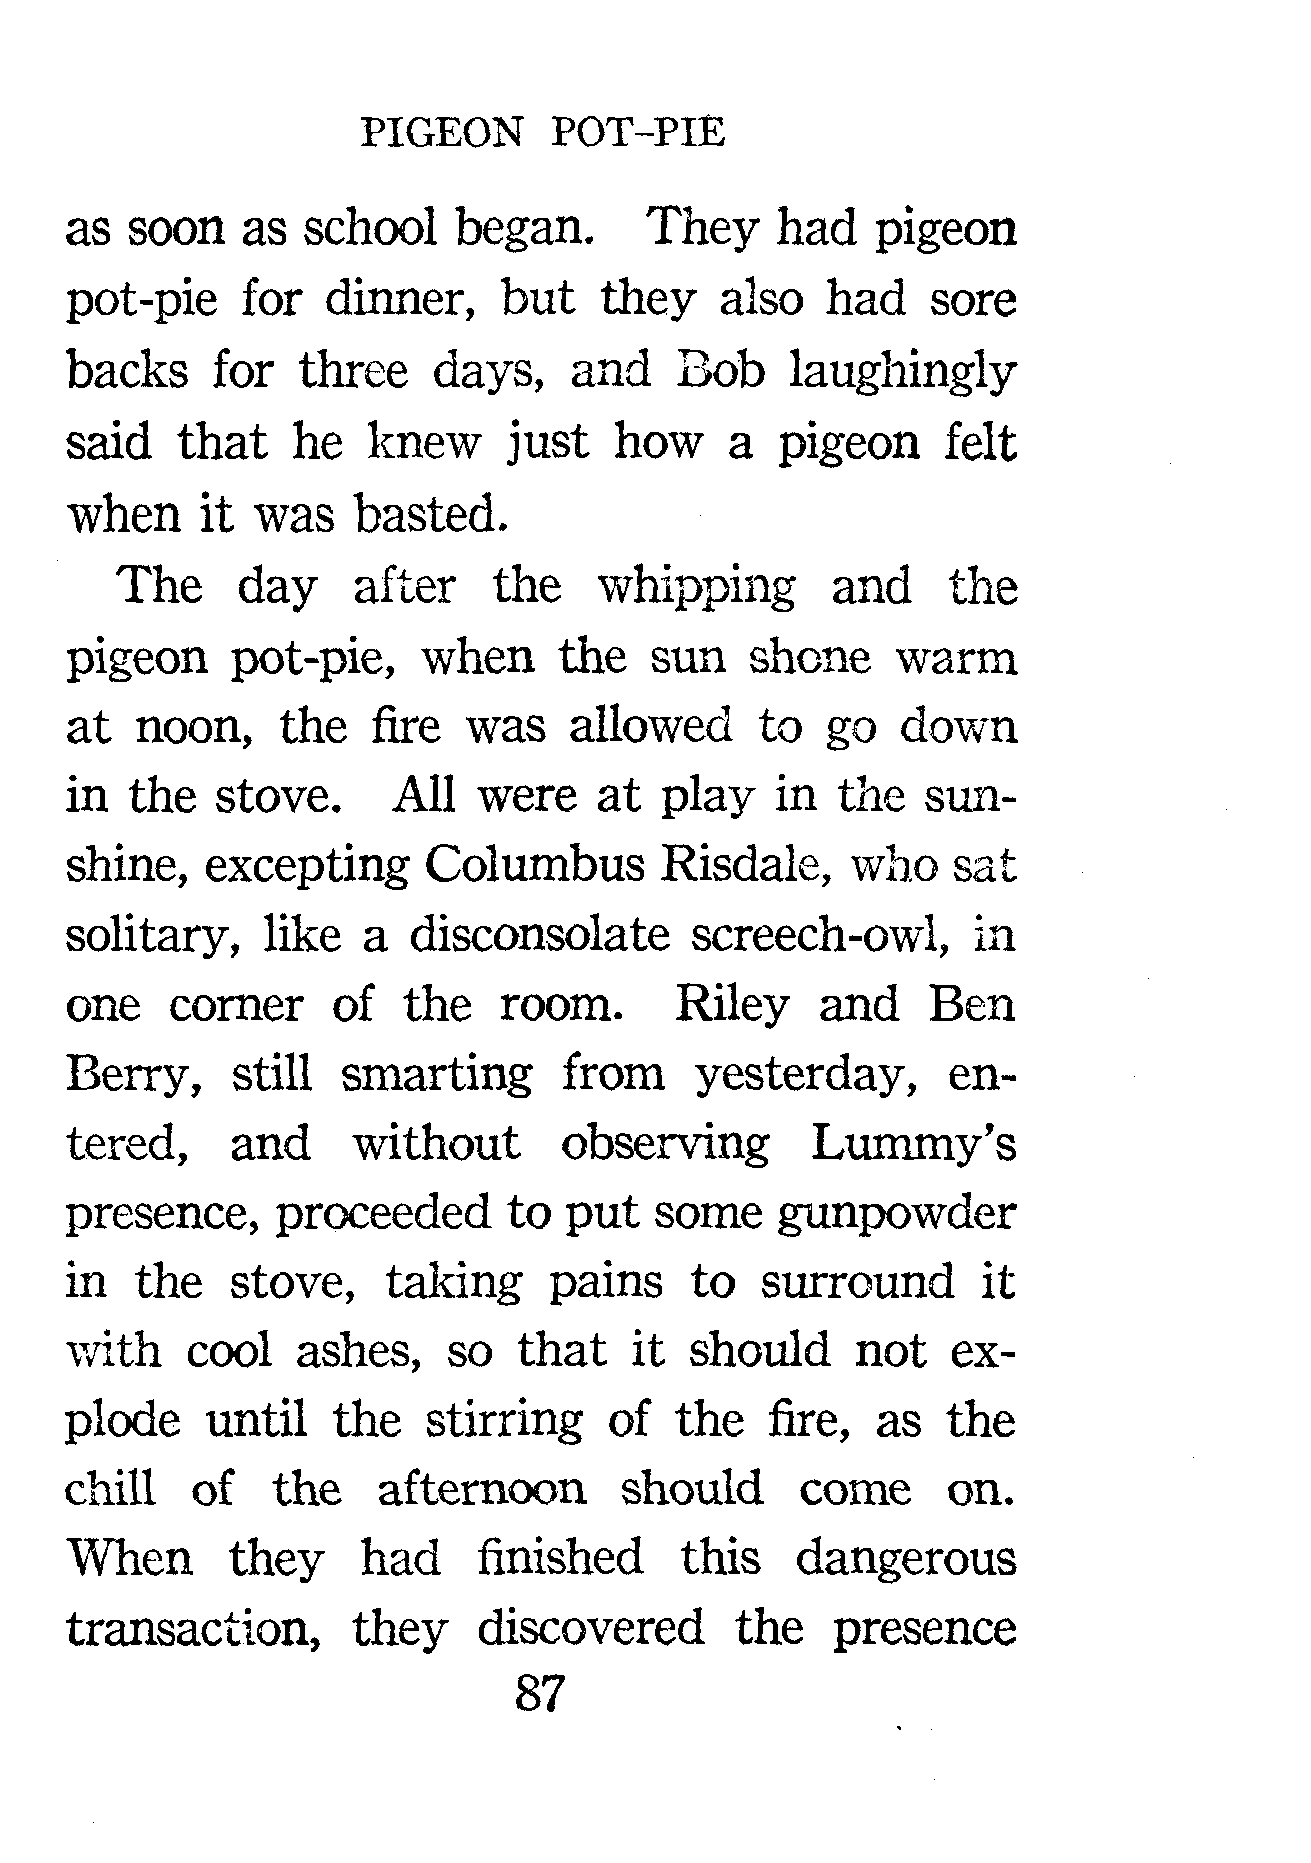 PIGEON POT-PIE
as soon as school began. They had pigeon
pot-pie for dinner, but they also had sore
backs for three days, and Bob laughingly
said that he knew just how a pigeon felt
when it was basted.
The day after the whipping and the
pigeon pot-pie, when the sun shone warm
at noon, the fire was allowed to go down
in the stove. All were at play in the sun-
shine, excepting Columbus Risdale, who sat
solitary, like a disconsolate screech-owl, in
one corner of the room. Riley and Ben
Berry, still smarting from yesterday, en-
tered, and without observing Lummy's
presence, proceeded to put some gunpowder
in the stove, taking pains to surround it
with cool ashes, so that it should not ex-
plode until the stirring of the fire, as the
chill of the afternoon should come on.
When they had finished this dangerous
transaction, they discovered the presence
87